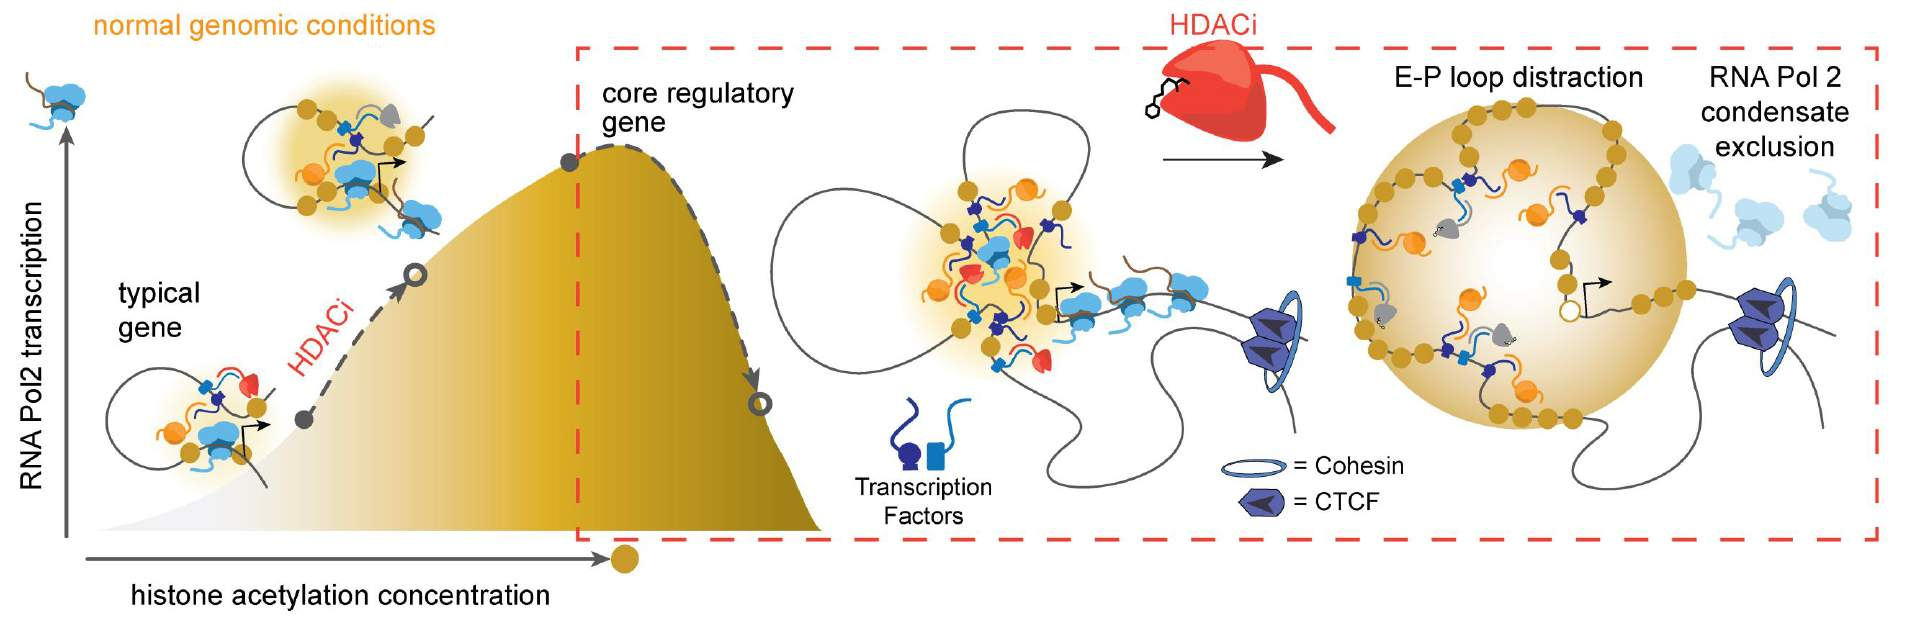 normal genomic conditions
RNA Pol2 transcription
typical
gene
HDACi
core regulatory
gene
histone acetylation concentration
HDACi
E-P loop distraction
RNA Pol 2
condensate
exclusion
Transcription
Factors
= Cohesin
= CTCF